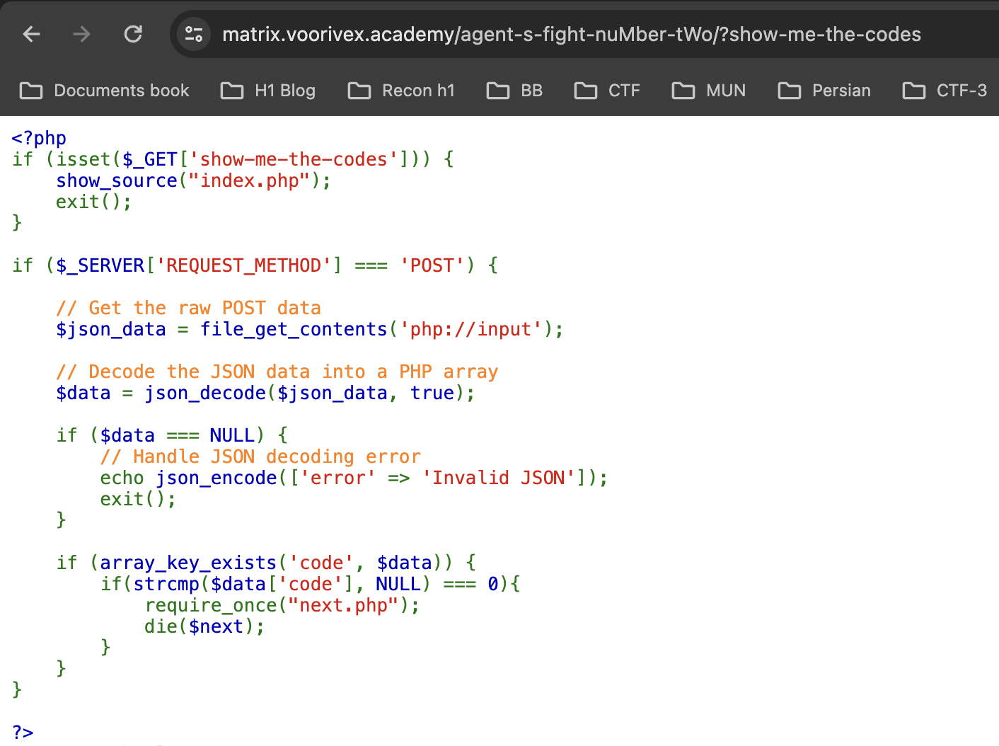 matrix.voorivex.academy/agent-s-fight-nuMber-tWo/?show-me-the-codes
Documents book H1 Blog Recon h1 BB CTF MUN Persian CTF-3
<?php
if (isset($_GET['show-me-the-codes'])) {
    show_source("index.php");
    exit();
}

if ($_SERVER['REQUEST_METHOD'] === 'POST') {

    // Get the raw POST data
    $json_data = file_get_contents('php://input');

    // Decode the JSON data into a PHP array
    $data = json_decode($json_data, true);

    if ($data === NULL) {
        // Handle JSON decoding error
        echo json_encode(['error' => 'Invalid JSON']);
        exit();
    }

    if (array_key_exists('code', $data)) {
        if(strcmp($data['code'], NULL) === 0){
            require_once("next.php");
            die($next);
        }
    }
}

?>